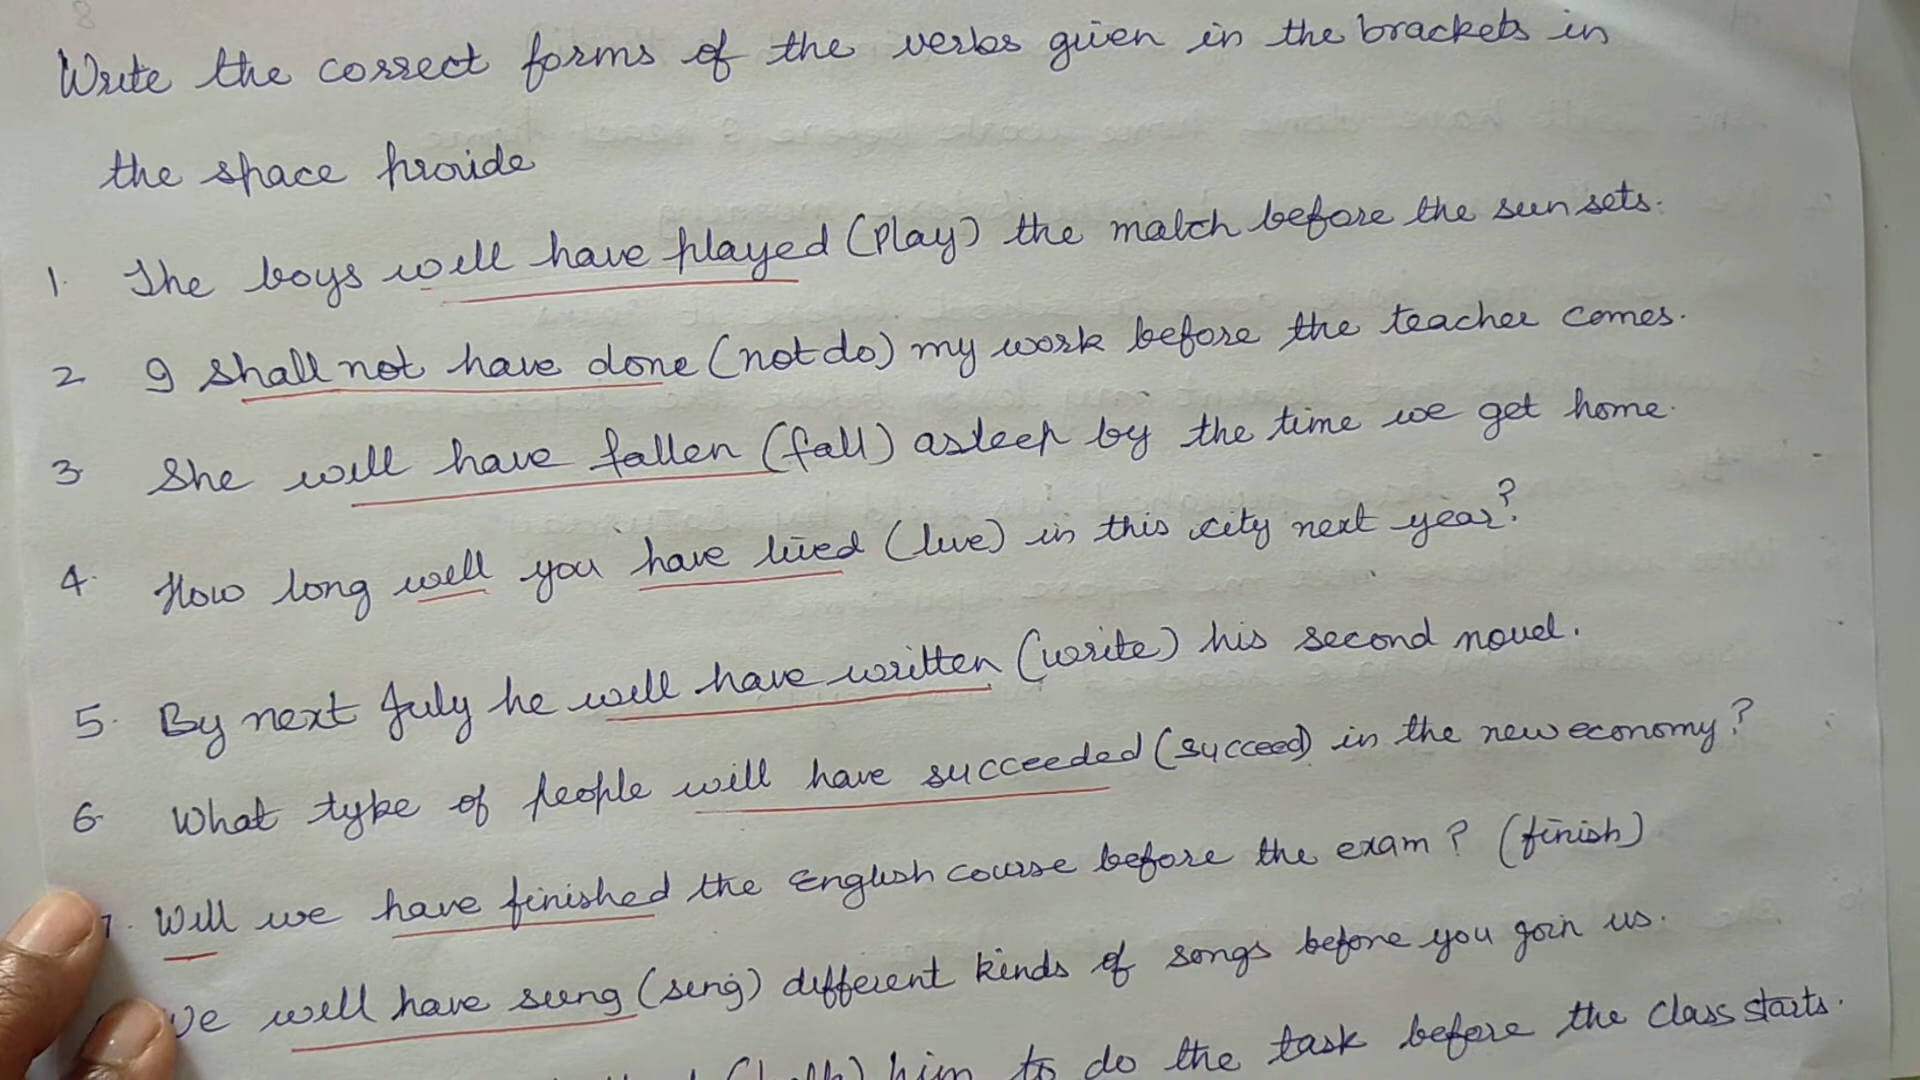 Write the correct forms of the verbs given in the brackets in
the space provide
1. The boys will have played (play) the match before the sun sets.
2 I shall not have done (not do) my work before the teacher comes.
3 She will have fallen (fall) asleep by the time we get home.
4. How long will you have lived (live) in this city next year?
5. By next July he will have written (write) his second novel.
6. What type of people will have succeeded (succeed) in the new economy?
7. Will we have finished the English course before the exam? (finish)
We will have sung (sing) different kinds of songs before you join us.
him to do the task before the class starts.